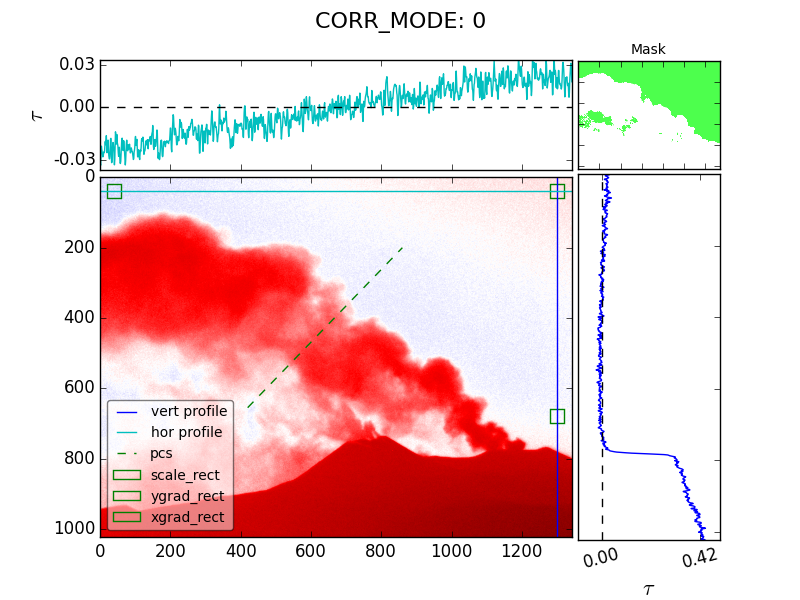 CORR_MODE: 0
Mask
0.03
0.00
-0.03
τ
0
200
400
600
800
1000
vert profile
hor profile
pcs
scale_rect
ygrad_rect
xgrad_rect
0 200 400 600 800 1000 1200
0.00 0.42
τ